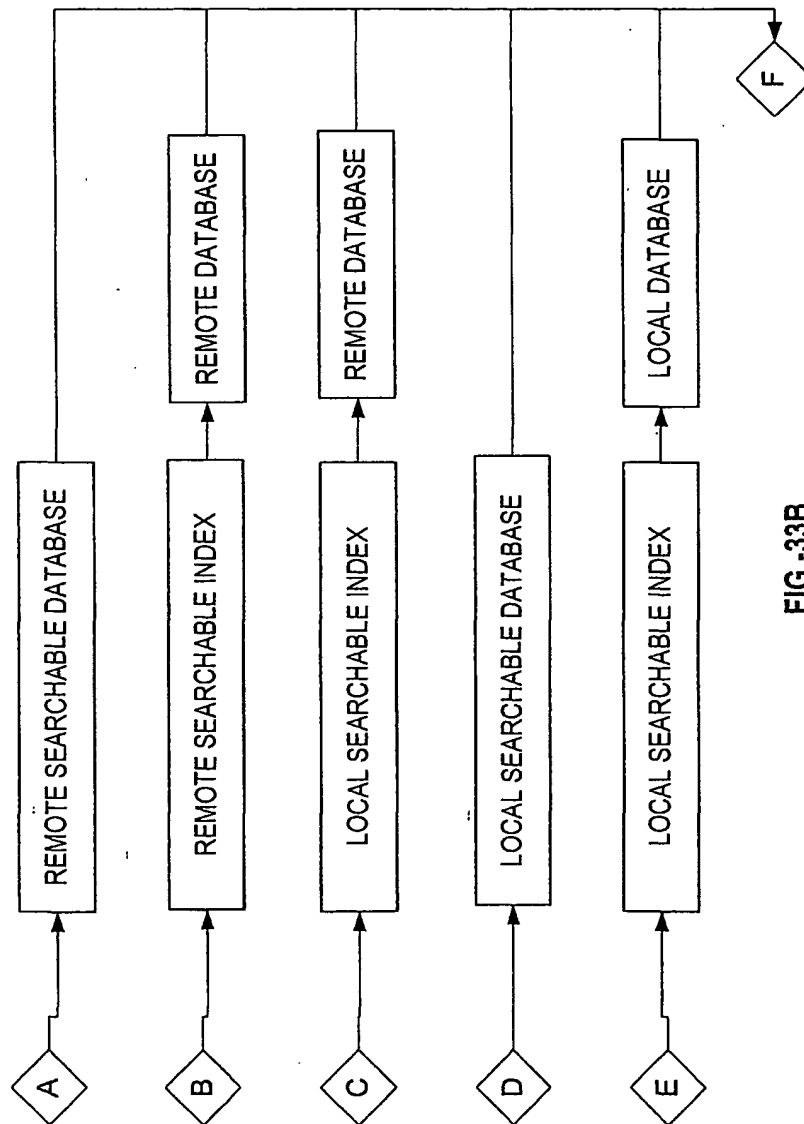 A
REMOTE SEARCHABLE DATABASE
B
REMOTE SEARCHABLE INDEX
REMOTE DATABASE
C
LOCAL SEARCHABLE INDEX
REMOTE DATABASE
D
LOCAL SEARCHABLE DATABASE
E
LOCAL SEARCHABLE INDEX
LOCAL DATABASE
F
FIG.-33B